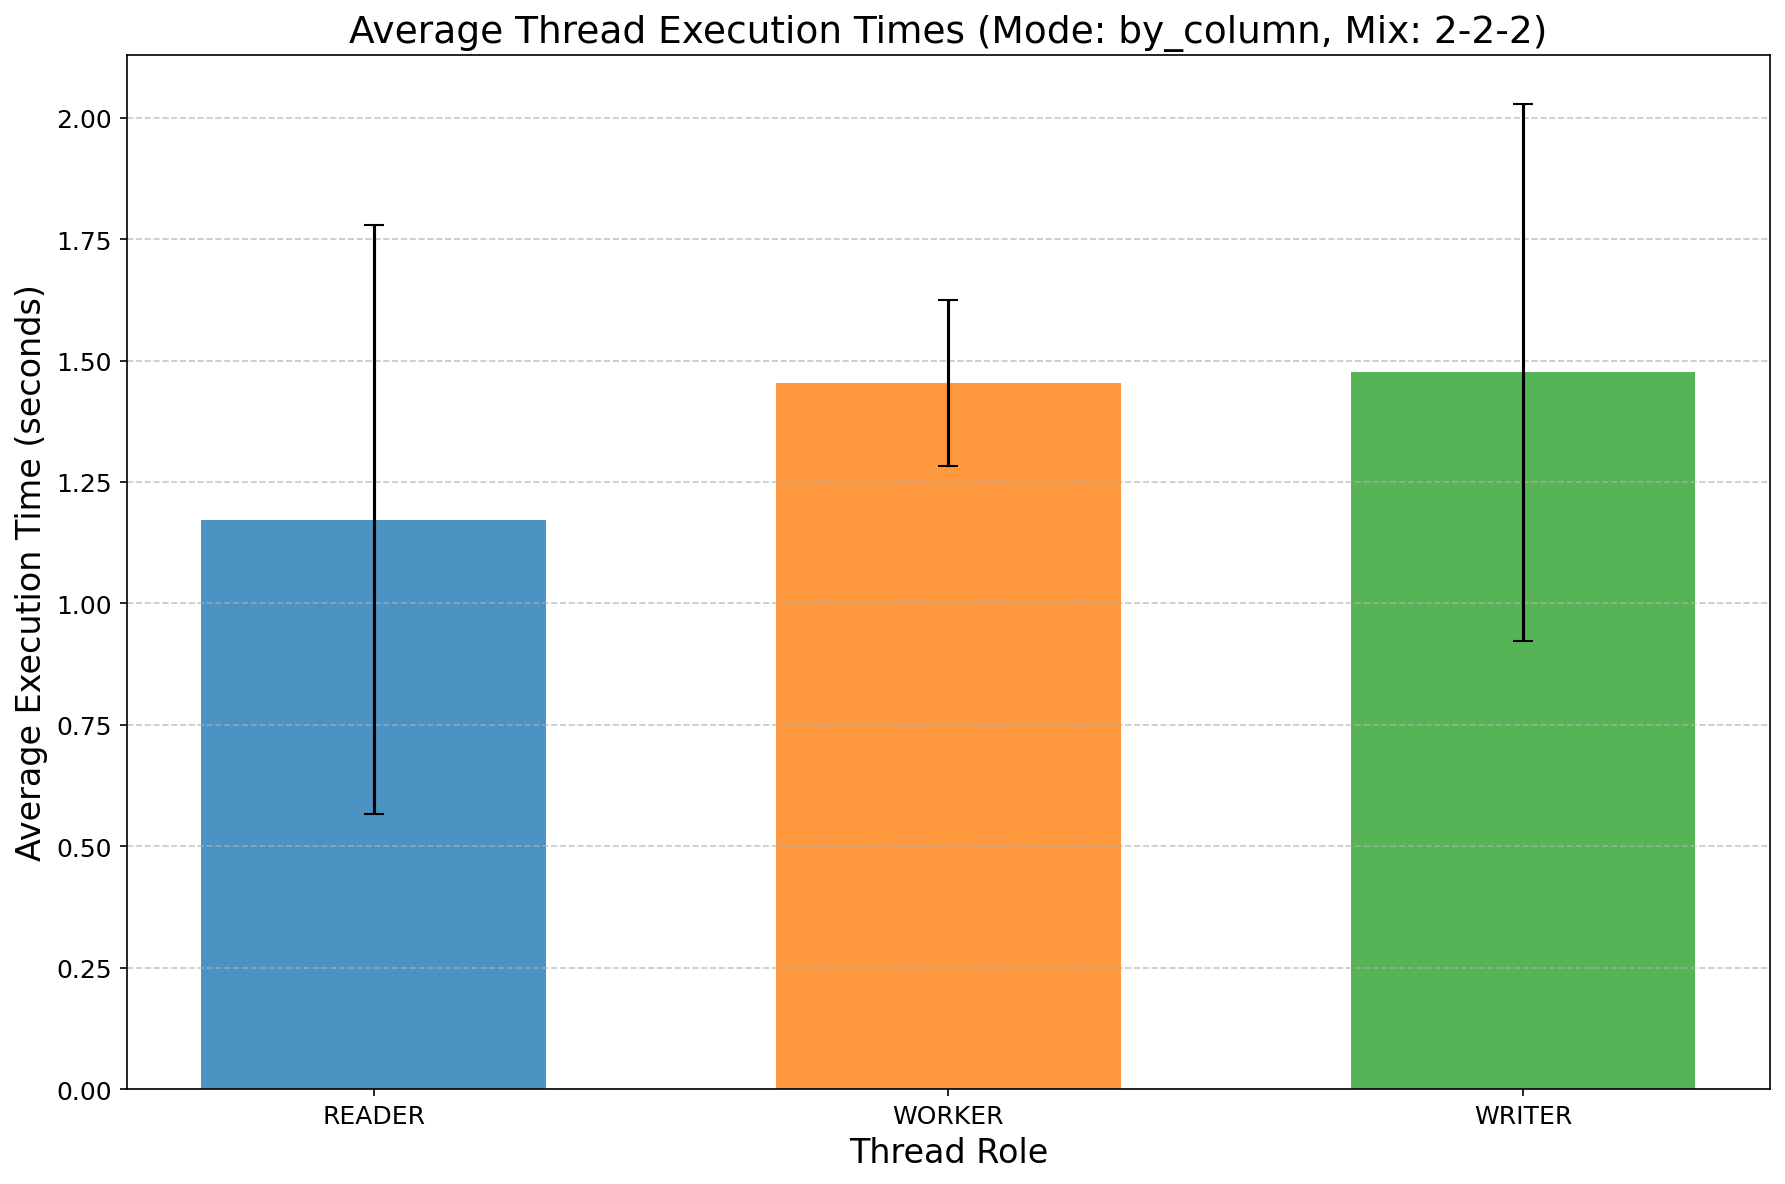 Average Thread Execution Times (Mode: by_column, Mix: 2-2-2)
Average Execution Time (seconds)
2.00
1.75
1.50
1.25
1.00
0.75
0.50
0.25
0.00
READER
WORKER
WRITER
Thread Role